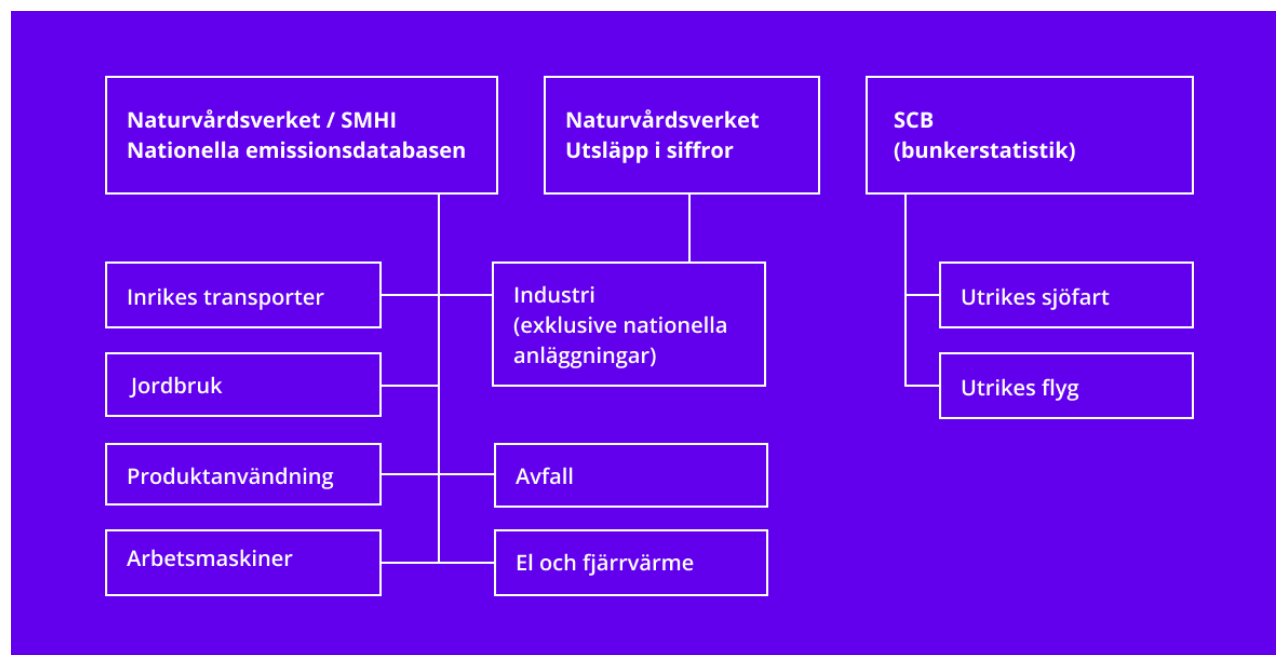 Naturvårdsverket / SMHI
Nationella emissionsdatabasen
Naturvårdsverket
Utsläpp i siffror
SCB
(bunkerstatistik)
Inrikes transporter
Industri
(exklusive nationella
anläggningar)
Utrikes sjöfart
Jordbruk
Utrikes flyg
Produktanvändning
Avfall
Arbetsmaskiner
El och fjärrvärme